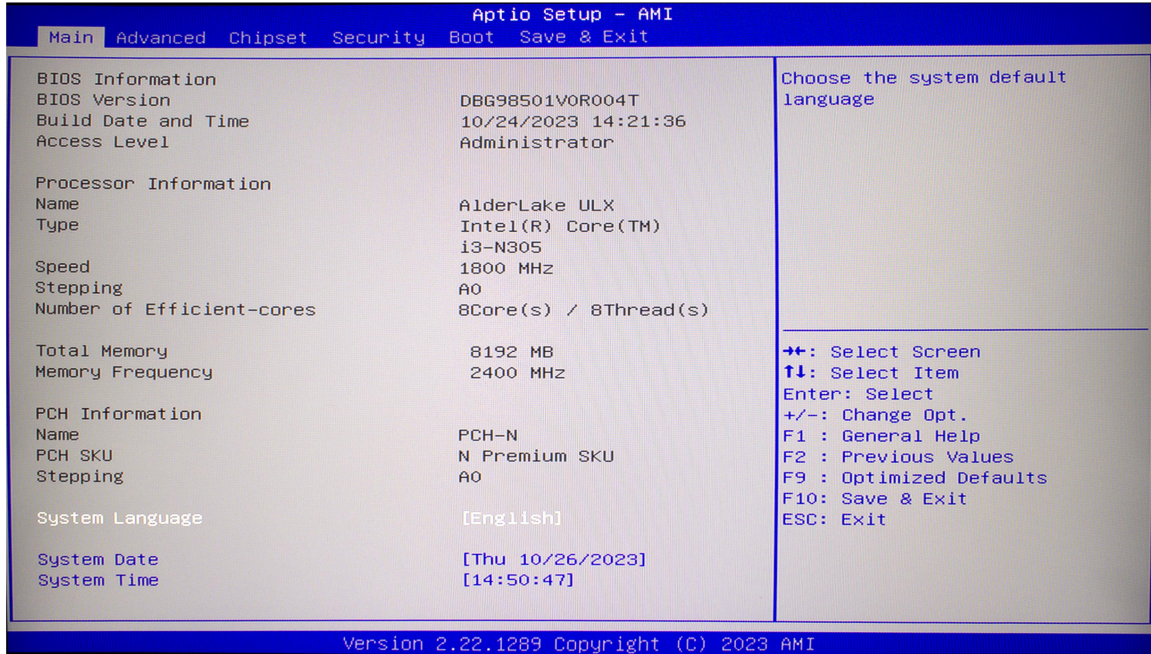 Aptio Setup - AMI
Main Advanced Chipset Security Boot Save & Exit
BIOS Information
BIOS Version DBG98501V0R004T
Build Date and Time 10/24/2023 14:21:36
Access Level Administrator
Processor Information
Name AlderLake ULX
Type Intel(R) Core(TM)
i3-N305
Speed 1800 MHz
Stepping A0
Number of Efficient-cores 8Core(s) / 8Thread(s)
Total Memory 8192 MB
Memory Frequency 2400 MHz
PCH Information
Name PCH-N
PCH SKU N Premium SKU
Stepping A0
System Language [English]
System Date [Thu 10/26/2023]
System Time [14:50:47]
Choose the system default
language
→←: Select Screen
↑↓: Select Item
Enter: Select
+/-: Change Opt.
F1 : General Help
F2 : Previous Values
F9 : Optimized Defaults
F10: Save & Exit
ESC: Exit
Version 2.22.1289 Copyright (C) 2023 AMI